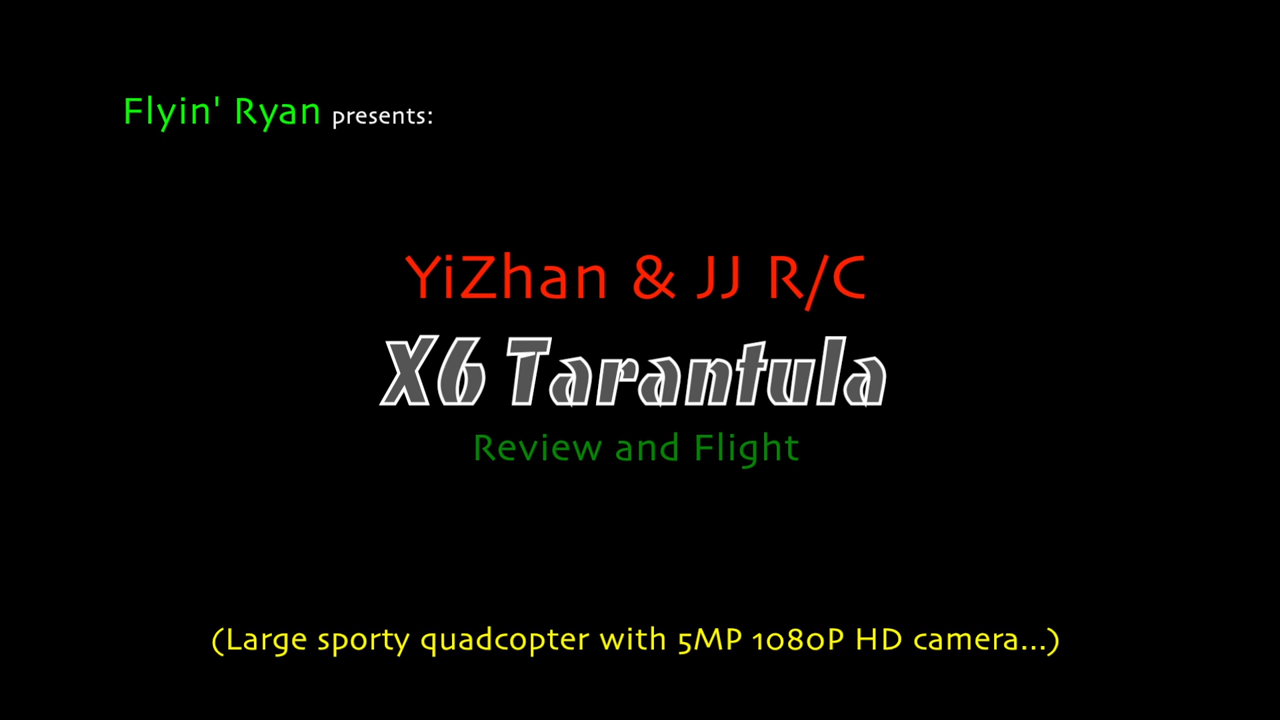 Flyin' Ryan presents:
YiZhan & JJ R/C
X6 Tarantula
Review and Flight
(Large sporty quadcopter with 5MP 1080P HD camera...)